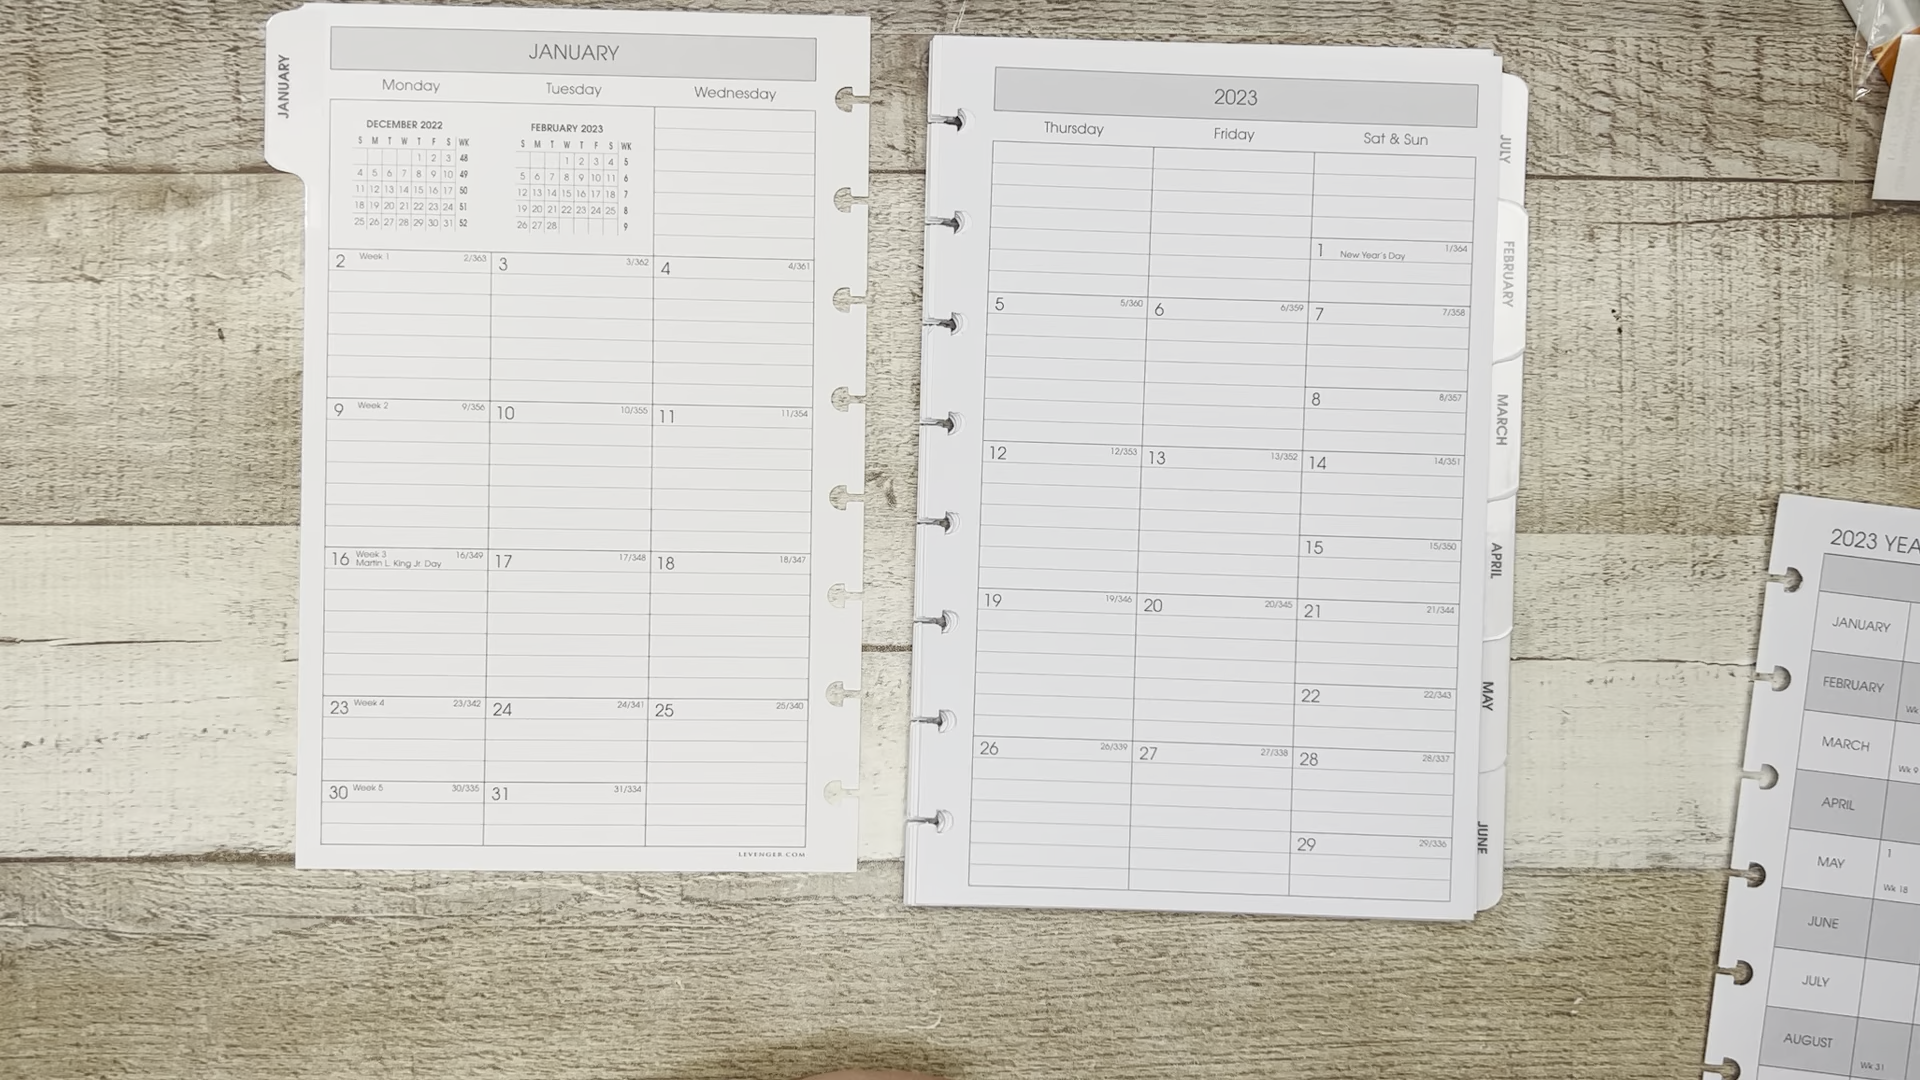 JANUARY
JANUARY
Monday Tuesday Wednesday
DECEMBER 2022
S M T W T F S WK
1 2 3 48
4 5 6 7 8 9 10 49
11 12 13 14 15 16 17 50
18 19 20 21 22 23 24 51
25 26 27 28 29 30 31 52
FEBRUARY 2023
S M T W T F S WK
1 2 3 4 5
5 6 7 8 9 10 11 6
12 13 14 15 16 17 18 7
19 20 21 22 23 24 25 8
26 27 28 9
2 Week 1 2/363 3 3/362 4 4/361
9 Week 2 9/356 10 10/355 11 11/354
16 Week 3 16/349 17 17/348 18 18/347
Martin L. King Jr. Day
23 Week 4 23/342 24 24/341 25 25/340
30 Week 5 30/335 31 31/334
LEVENGER.COM
2023
Thursday Friday Sat & Sun
1 New Year's Day 1/364
5 5/360 6 6/359 7 7/358
8 8/357
12 12/353 13 13/352 14 14/351
15 15/350
19 19/346 20 20/345 21 21/344
22 22/343
26 26/339 27 27/338 28 28/337
29 29/336
JULY
FEBRUARY
MARCH
APRIL
MAY
JUNE
2023 YEA
JANUARY
FEBRUARY
Wk
MARCH
Wk 9
APRIL
MAY 1
Wk 18
JUNE
JULY
AUGUST
Wk 31